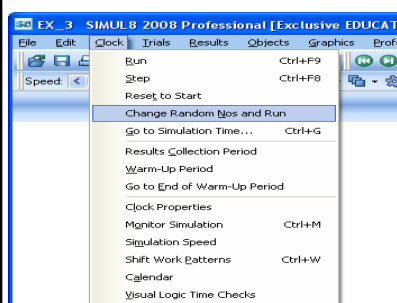 EX_3 SIMUL8 2008 Professional [Exclusive EDUCAT
File Edit Clock Trials Results Objects Graphics Prof
Speed:
Run Ctrl+F9
Step Ctrl+F8
Reset to Start
Change Random Nos and Run
Go to Simulation Time... Ctrl+G
Results Collection Period
Warm-Up Period
Go to End of Warm-Up Period
Clock Properties
Monitor Simulation Ctrl+M
Simulation Speed
Shift Work Patterns Ctrl+W
Calendar
Visual Logic Time Checks